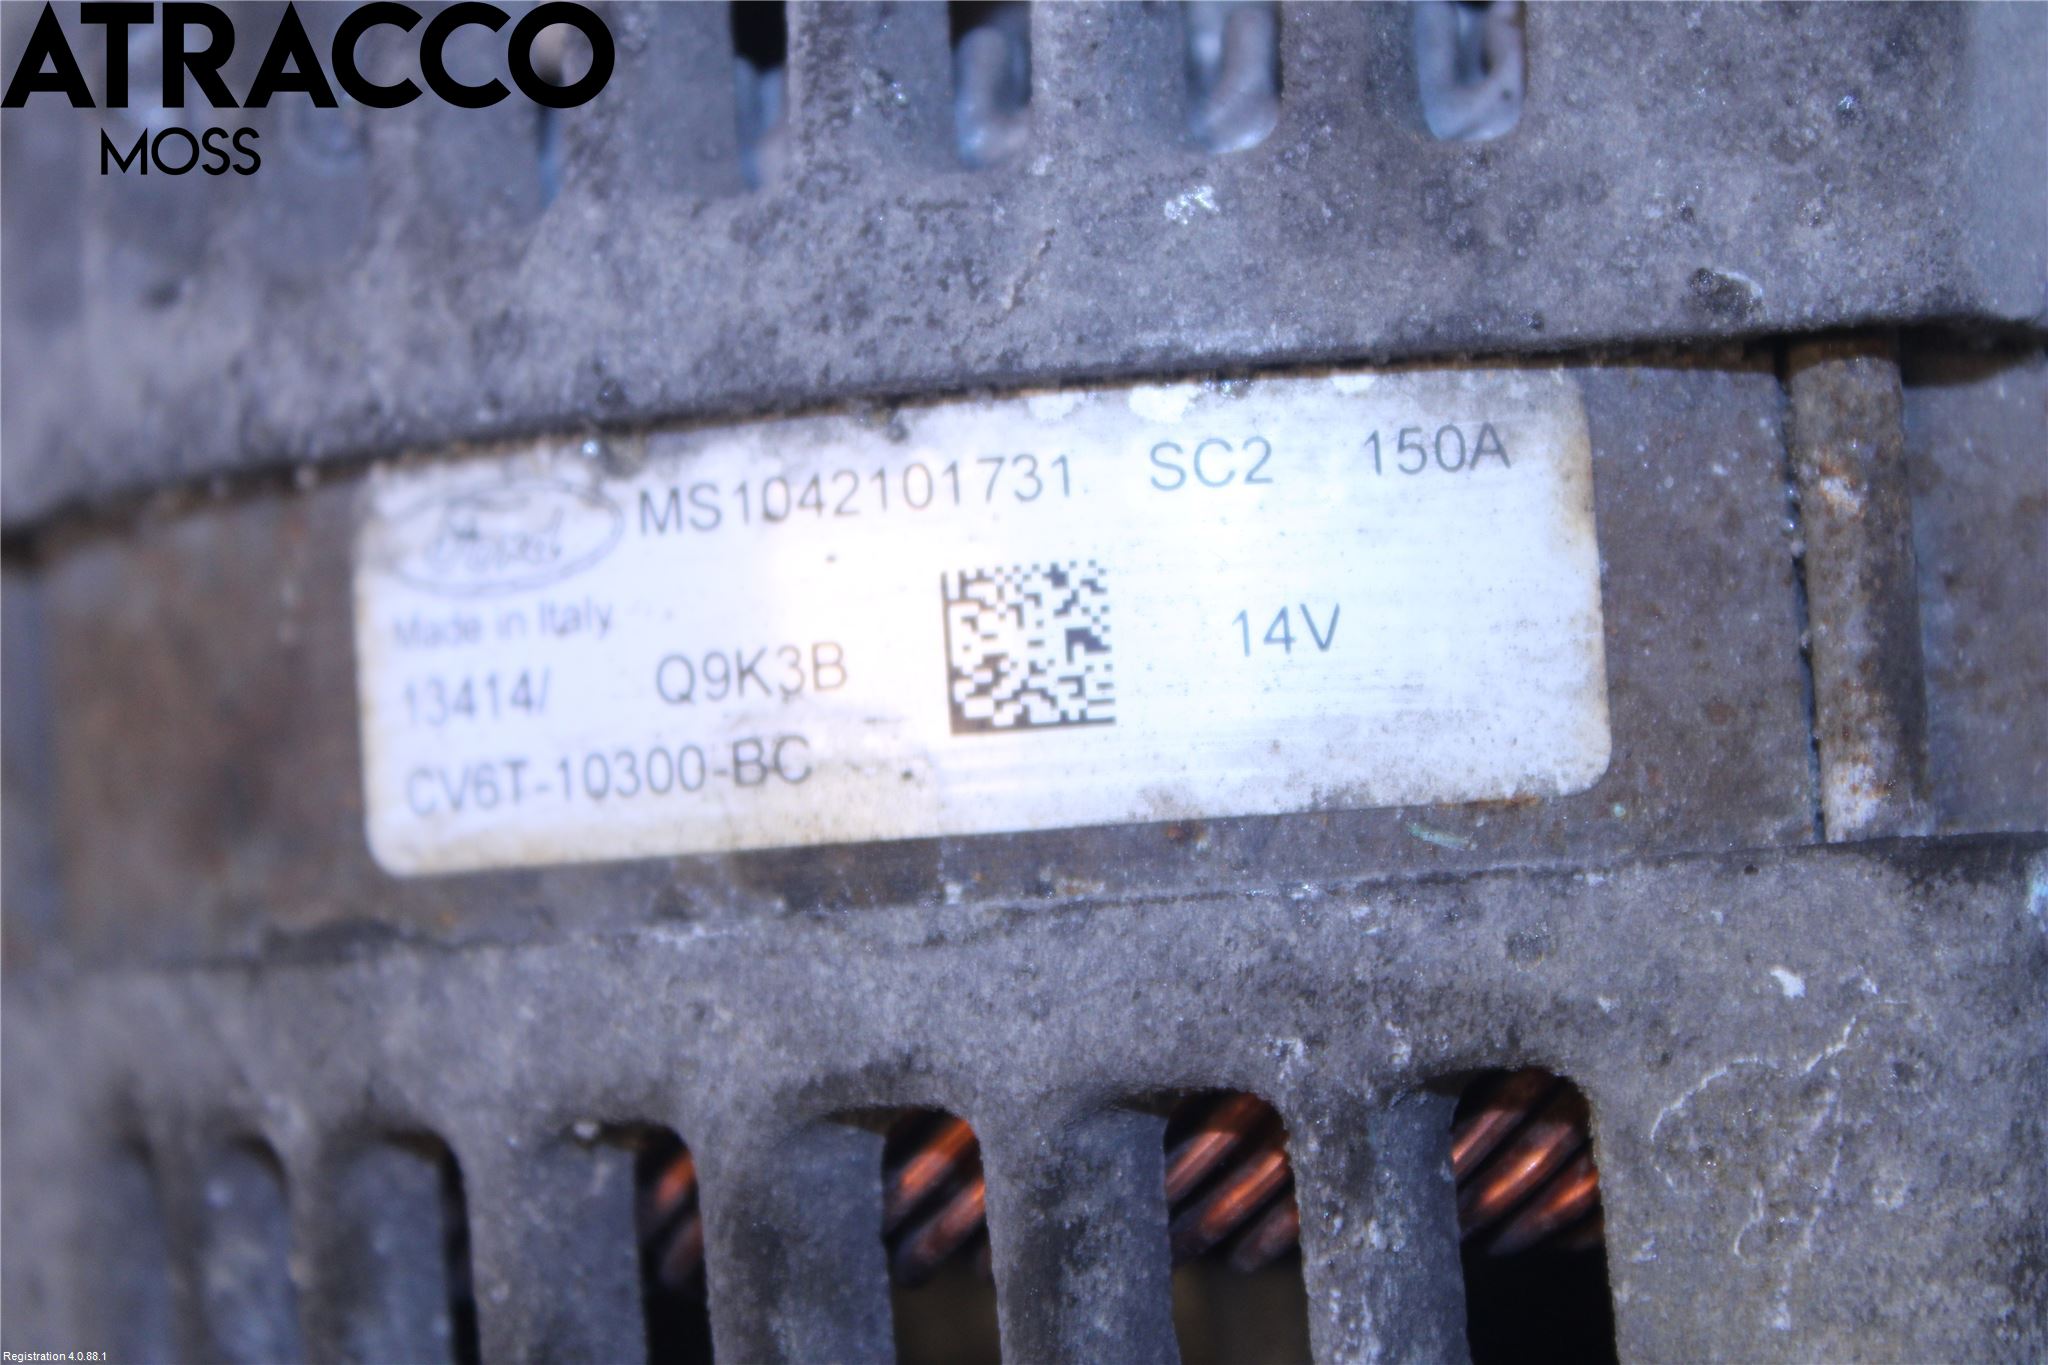 ATRACCO
MOSS
Ford MS1042101731 SC2 150A
Made in Italy
13414/ Q9K3B 14V
CV6T-10300-BC
Registration 4.0.88.1